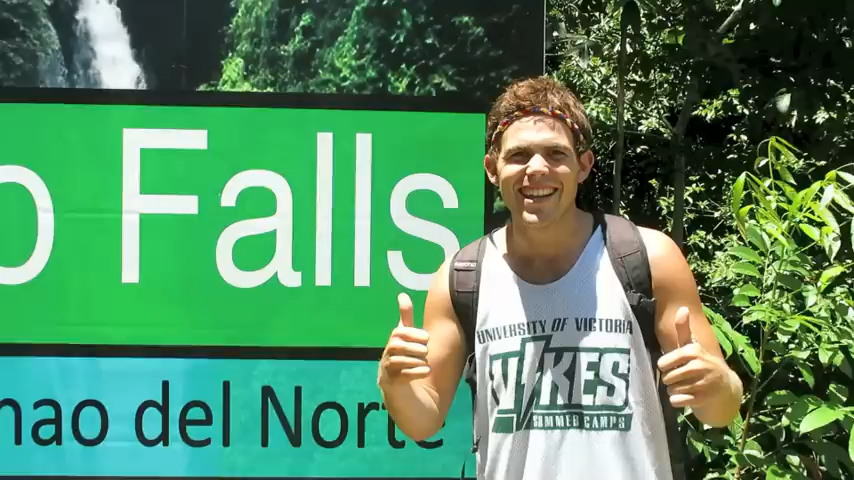 o Falls
nao del Norte
UNIVERSITY OF VICTORIA
VIKES
SUMMER CAMPS